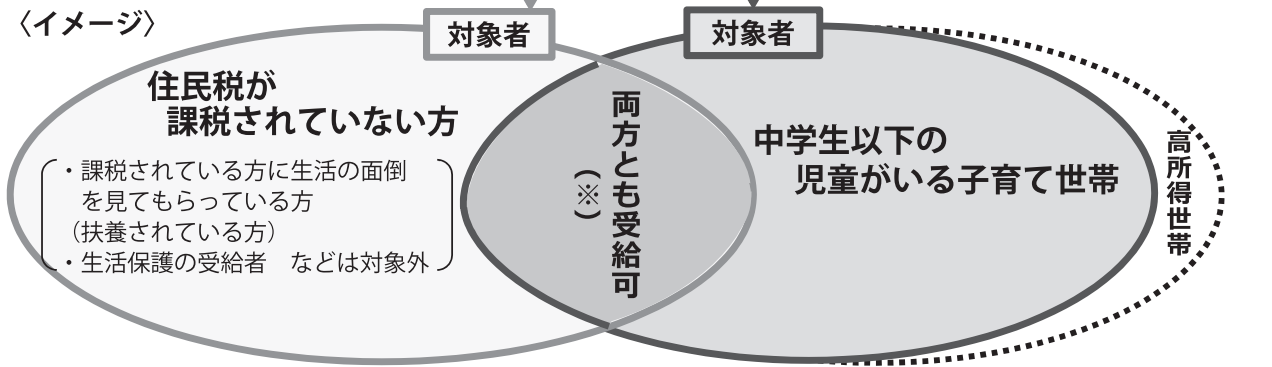 〈イメージ〉
対象者
対象者
住民税が
課税されていない方
・課税されている方に生活の面倒
を見てもらっている方
（扶養されている方）
・生活保護の受給者　などは対象外
両方とも受給可
（※）
中学生以下の
児童がいる子育て世帯
高所得世帯